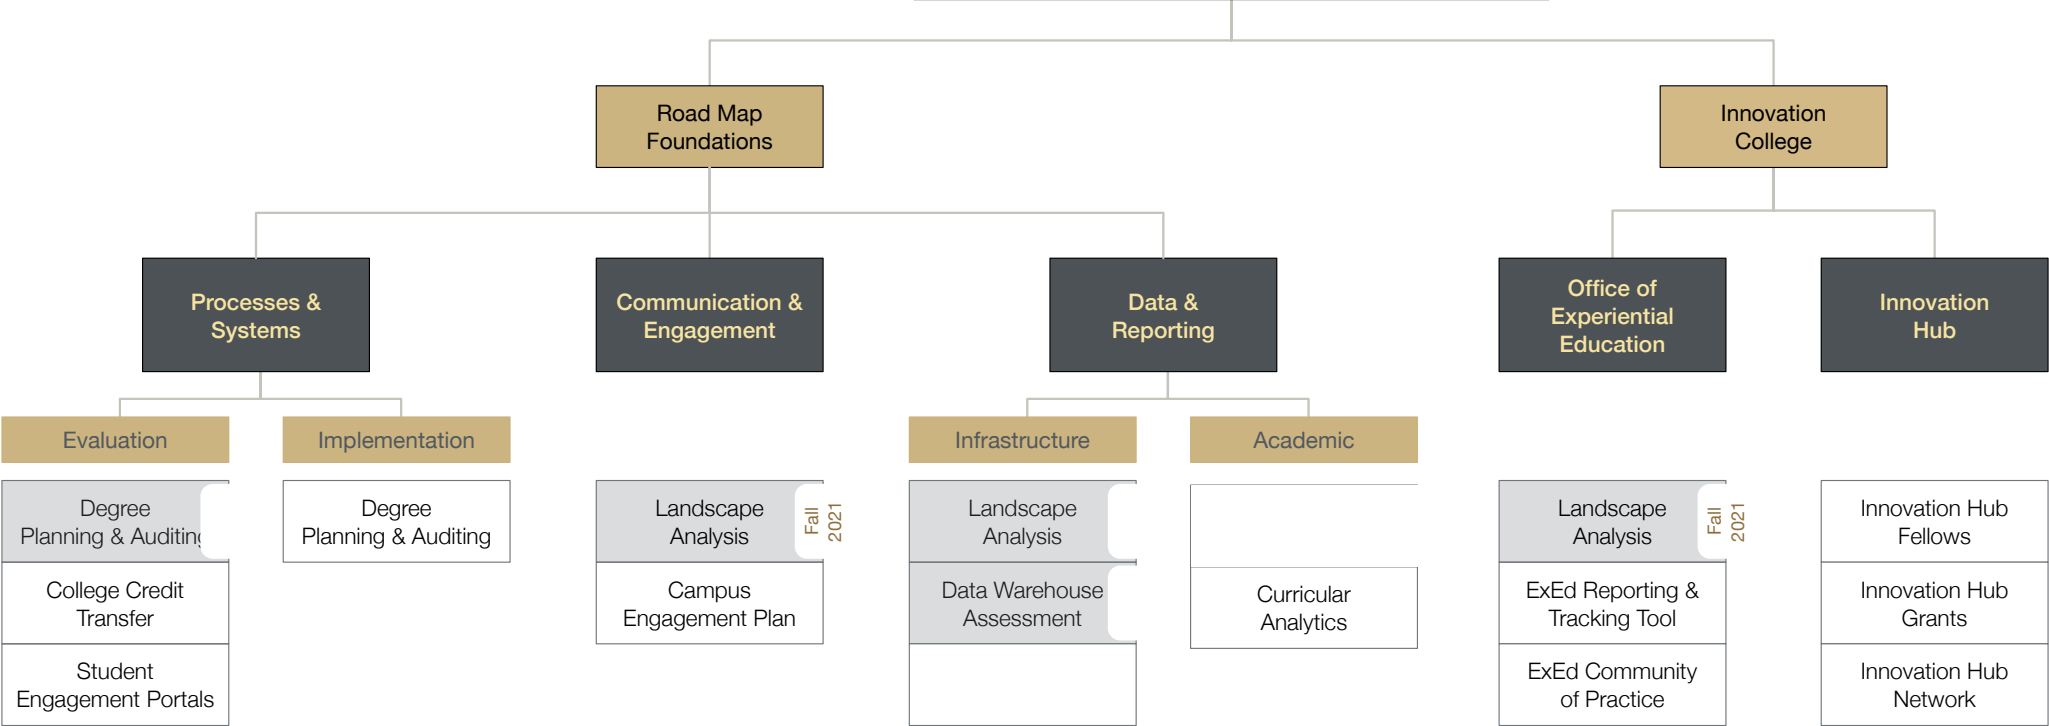 Road Map
Foundations
Innovation
College
Processes &
Systems
Communication &
Engagement
Data &
Reporting
Office of
Experiential
Education
Innovation
Hub
Evaluation
Implementation
Infrastructure
Academic
Degree
Planning & Auditing
College Credit
Transfer
Student
Engagement Portals
Degree
Planning & Auditing
Landscape
Analysis
Fall
2021
Campus
Engagement Plan
Landscape
Analysis
Data Warehouse
Assessment
Curricular
Analytics
Landscape
Analysis
Fall
2021
ExEd Reporting &
Tracking Tool
ExEd Community
of Practice
Innovation Hub
Fellows
Innovation Hub
Grants
Innovation Hub
Network